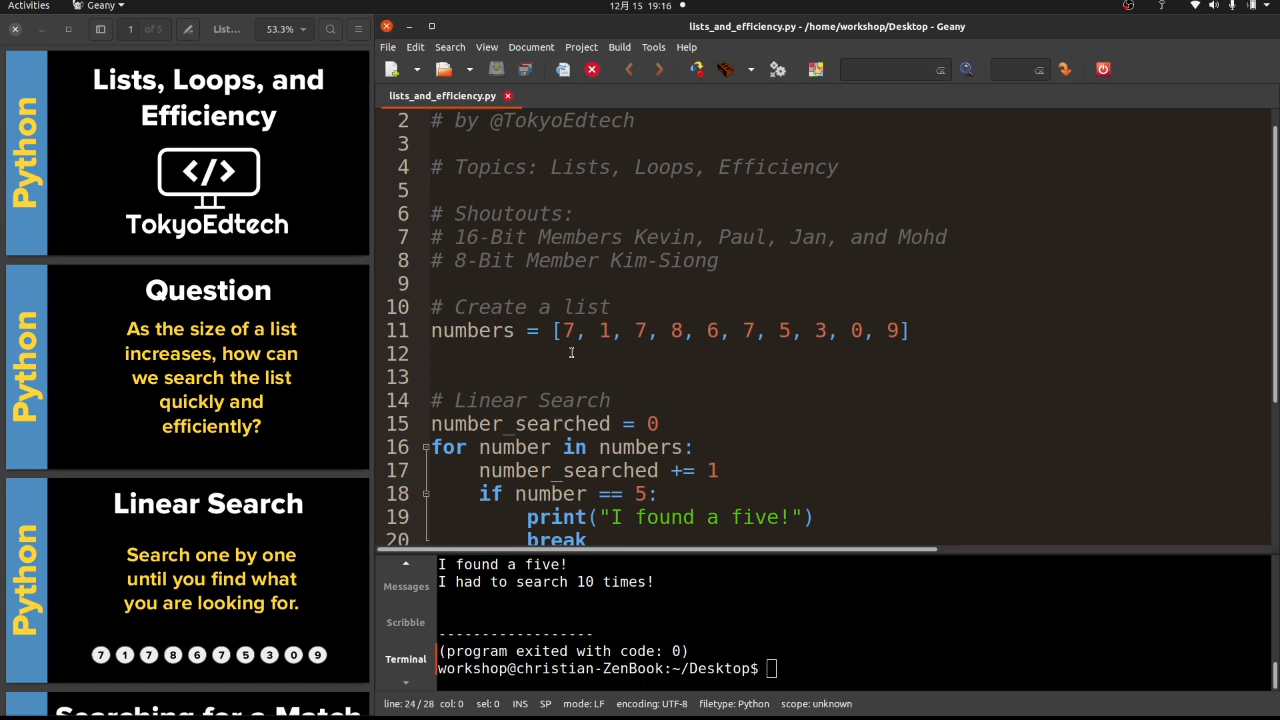 Activities
Geany
12月 15 19:16
1 of 5
List...
53.3%
Python
Lists, Loops, and
Efficiency
</>
TokyoEdtech
Python
Question
As the size of a list
increases, how can
we search the list
quickly and
efficiently?
Python
Linear Search
Search one by one
until you find what
you are looking for.
7 1 7 8 6 7 5 3 0 9
Searching for a Match
lists_and_efficiency.py - /home/workshop/Desktop - Geany
File Edit Search View Document Project Build Tools Help
lists_and_efficiency.py
2 # by @TokyoEdtech
3
4 # Topics: Lists, Loops, Efficiency
5
6 # Shoutouts:
7 # 16-Bit Members Kevin, Paul, Jan, and Mohd
8 # 8-Bit Member Kim-Siong
9
10 # Create a list
11 numbers = [7, 1, 7, 8, 6, 7, 5, 3, 0, 9]
12
13
14 # Linear Search
15 number_searched = 0
16 for number in numbers:
17 number_searched += 1
18 if number == 5:
19 print("I found a five!")
20 break
Messages
Scribble
Terminal
I found a five!
I had to search 10 times!
------------------
(program exited with code: 0)
workshop@christian-ZenBook:~/Desktop$
line: 24 / 28 col: 0 sel: 0 INS SP mode: LF encoding: UTF-8 filetype: Python scope: unknown